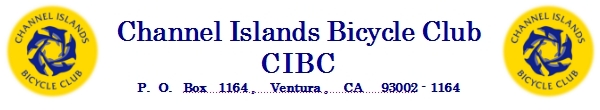 CHANNEL ISLANDS
BICYCLE CLUB
Channel Islands Bicycle Club
CIBC
P. O. Box 1164, Ventura, CA 93002-1164
CHANNEL ISLANDS
BICYCLE CLUB